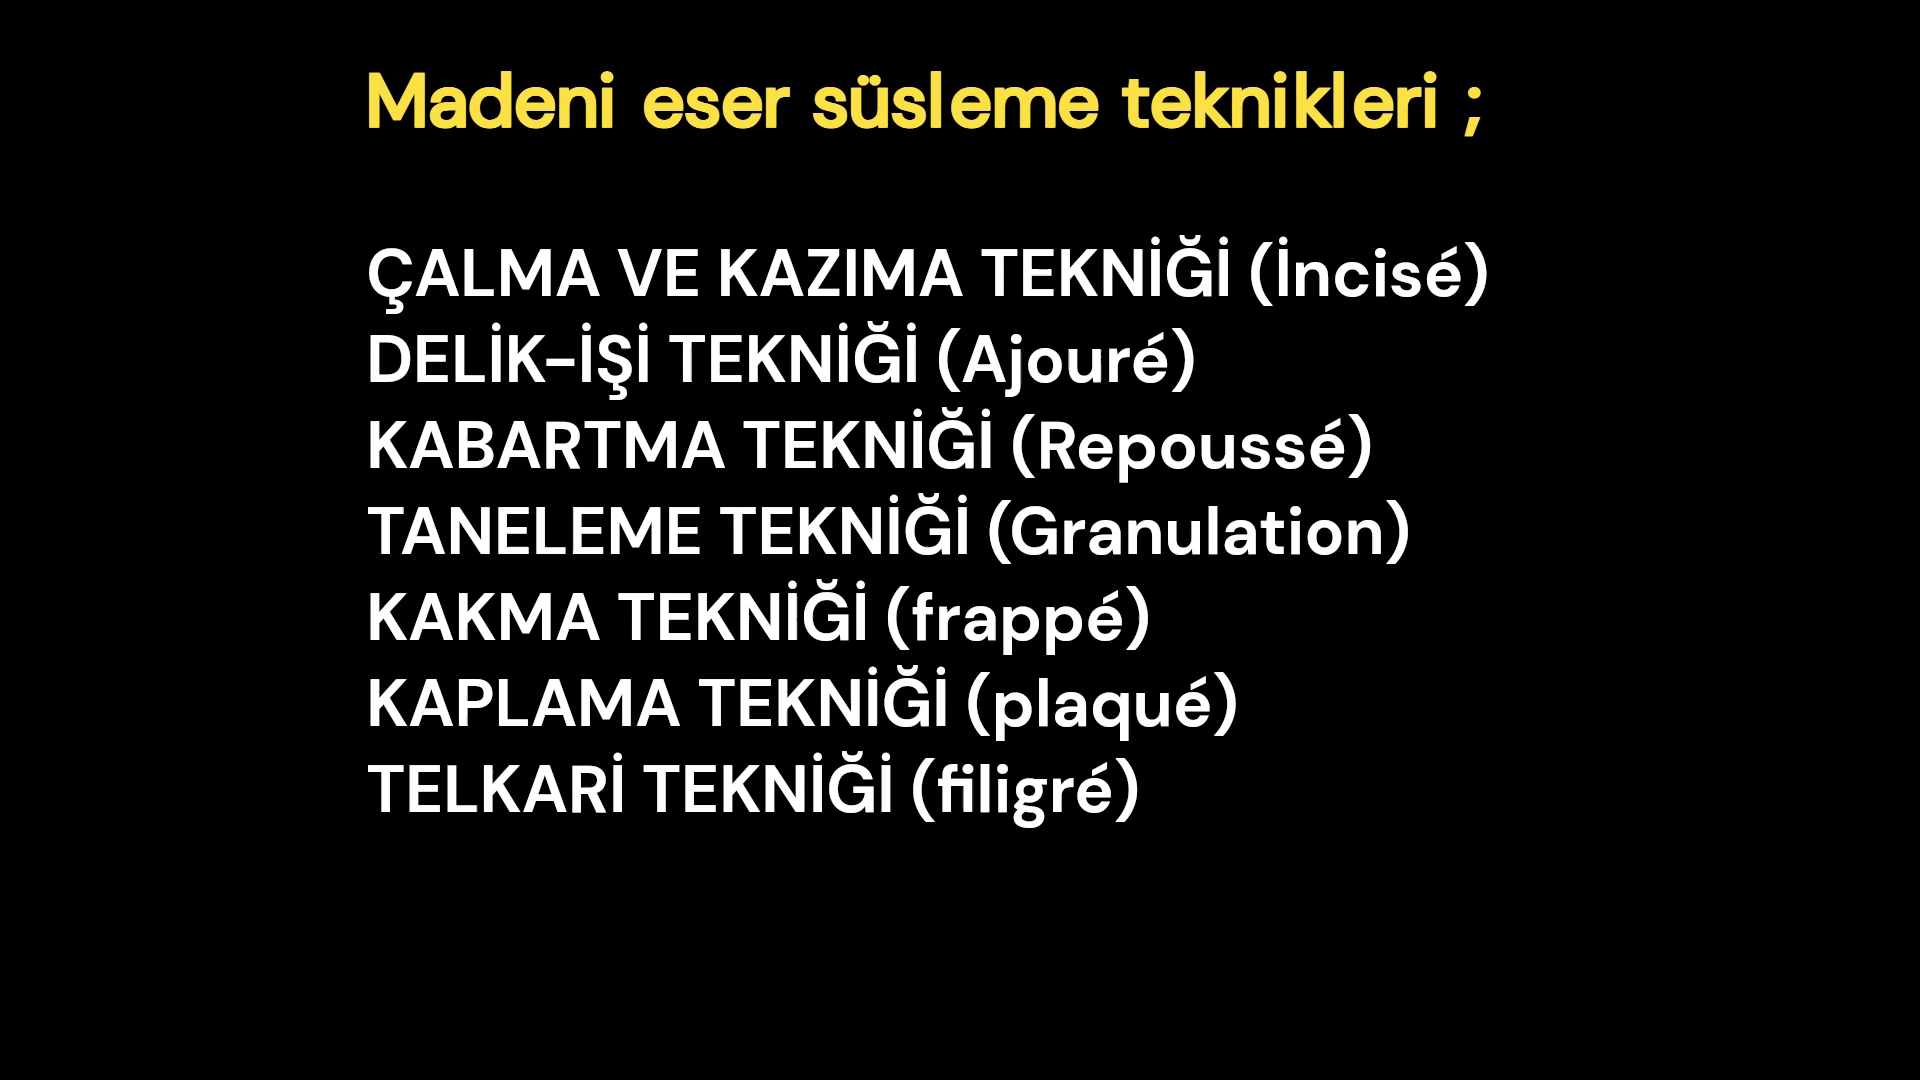 Madeni eser süsleme teknikleri ;
ÇALMA VE KAZIMA TEKNİĞİ (İncisé)
DELİK-İŞİ TEKNİĞİ (Ajouré)
KABARTMA TEKNİĞİ (Repoussé)
TANELEME TEKNİĞİ (Granulation)
KAKMA TEKNİĞİ (frappé)
KAPLAMA TEKNİĞİ (plaqué)
TELKARİ TEKNİĞİ (filigré)